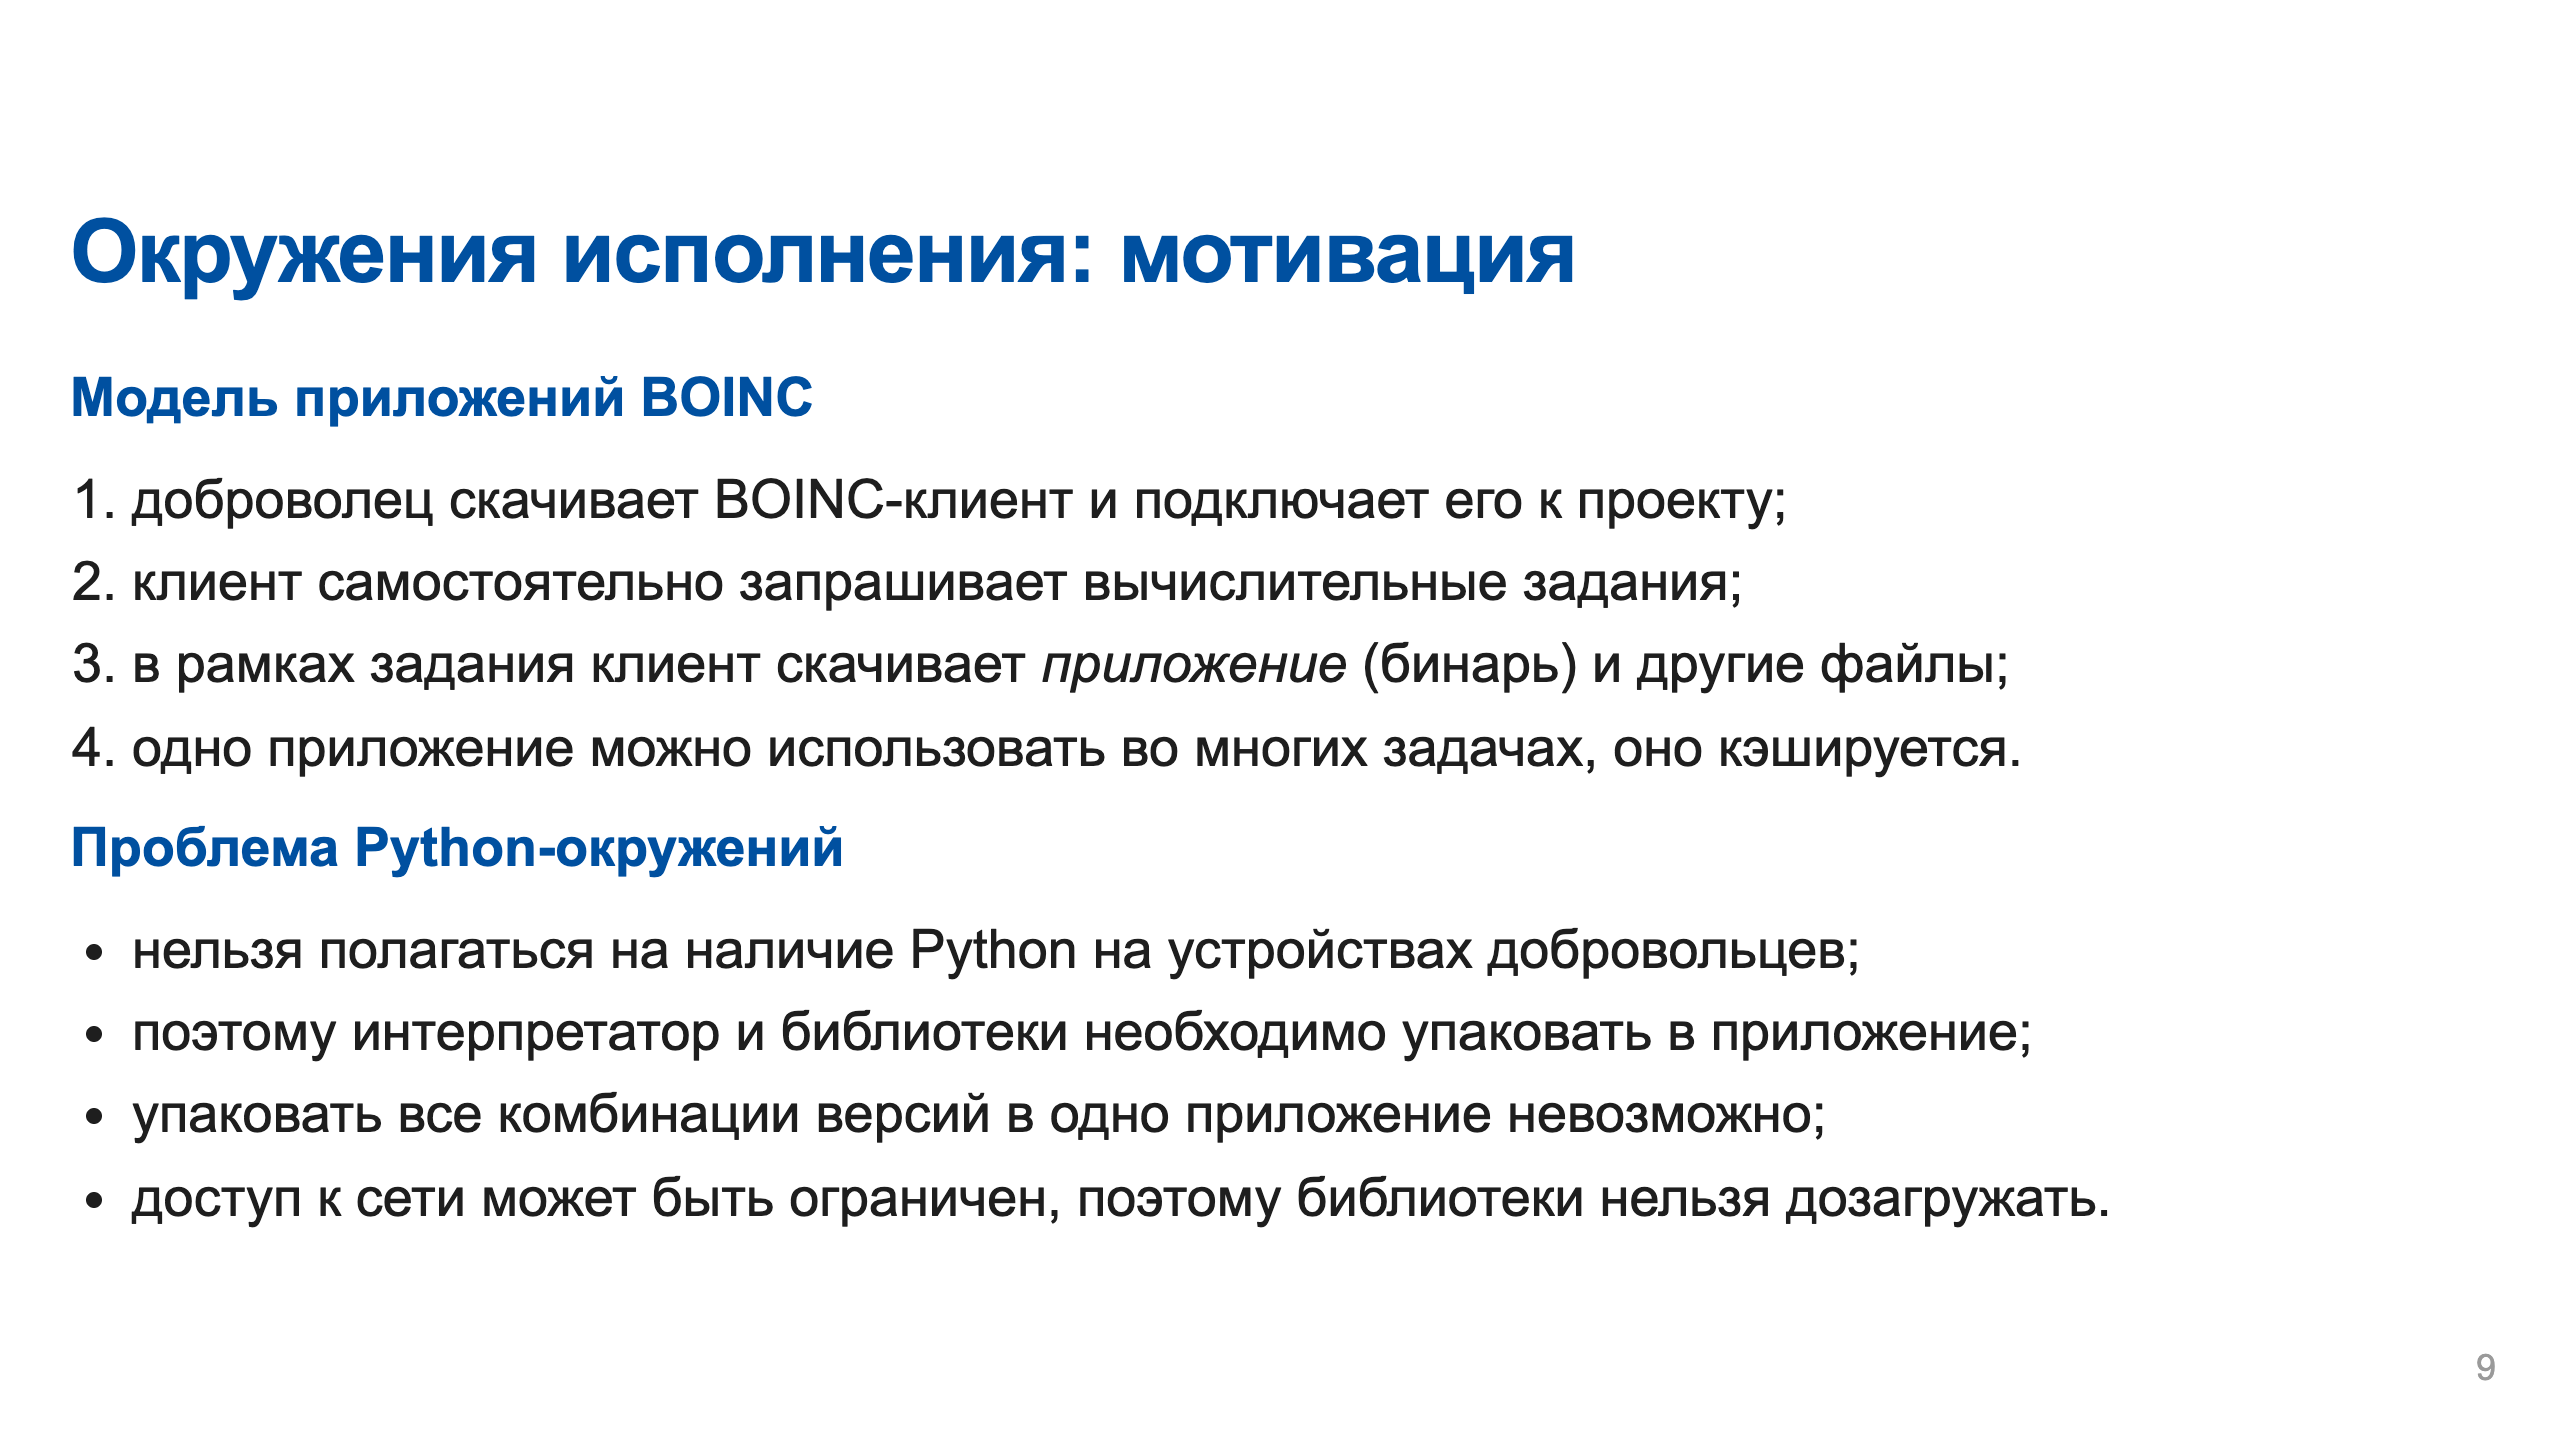 Окружения исполнения: мотивация
Модель приложений BOINC
1. доброволец скачивает BOINC-клиент и подключает его к проекту;
2. клиент самостоятельно запрашивает вычислительные задания;
3. в рамках задания клиент скачивает приложение (бинарь) и другие файлы;
4. одно приложение можно использовать во многих задачах, оно кэшируется.
Проблема Python-окружений
• нельзя полагаться на наличие Python на устройствах добровольцев;
• поэтому интерпретатор и библиотеки необходимо упаковать в приложение;
• упаковать все комбинации версий в одно приложение невозможно;
• доступ к сети может быть ограничен, поэтому библиотеки нельзя дозагружать.
9